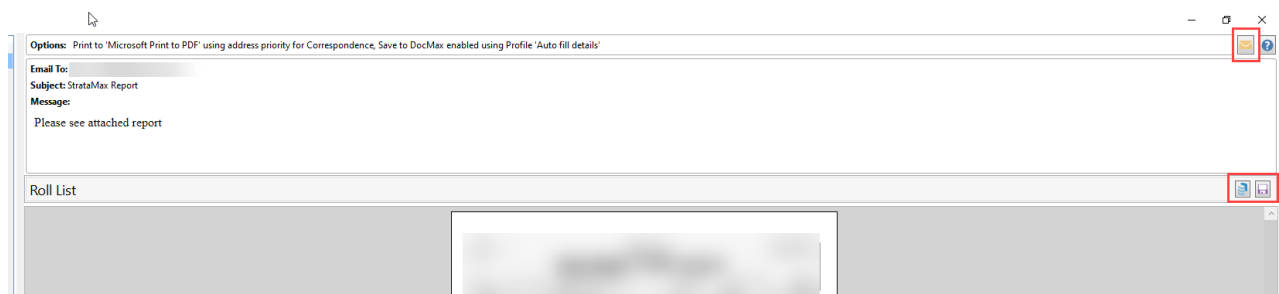 Options: Print to 'Microsoft Print to PDF' using address priority for Correspondence, Save to DocMax enabled using Profile 'Auto fill details'
Email To:
Subject: StrataMax Report
Message:
Please see attached report
Roll List